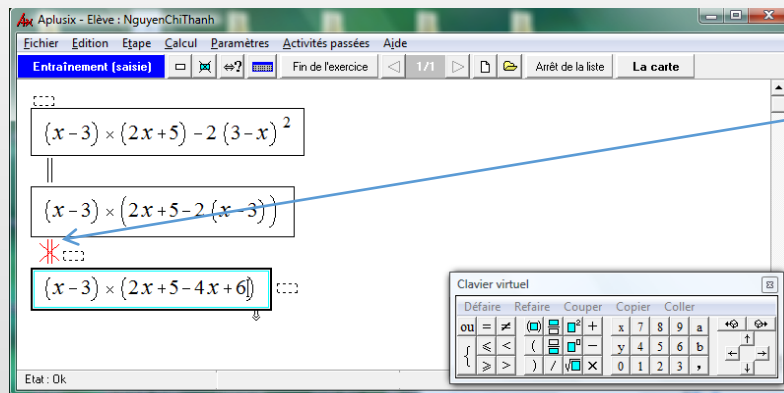 Aplusix - Elève : NguyenChiThanh
Fichier Edition Etape Calcul Paramètres Activités passées Aide
Entraînement (saisie) ⇔? Fin de l'exercice 1/1 Arrêt de la liste La carte
(x-3) × (2x+5) -2 (3-x)²
(x-3) × (2x+5-2 (x-3))
(x-3) × (2x+5-4x+6)
Clavier virtuel
Défaire Refaire Couper Copier Coller
ou = ≠ (□) + x 7 8 9 a
{ ⩽ < ( − y 4 5 6 b
⩾ > ) / √ × 0 1 2 3 ,
Etat : Ok